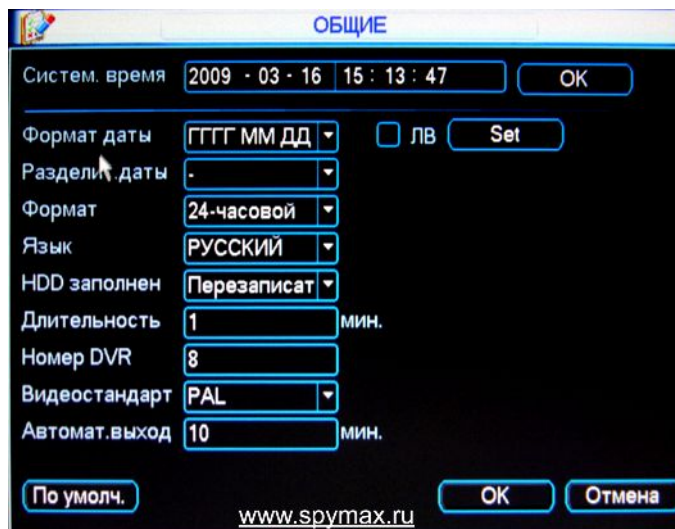 ОБЩИЕ
Систем. время 2009 - 03 - 16 15 : 13 : 47 OK
Формат даты ГГГГ ММ ДД ЛВ Set
Раздели .даты -
Формат 24-часовой
Язык РУССКИЙ
HDD заполнен Перезаписат
Длительность 1 мин.
Номер DVR 8
Видеостандарт PAL
Автомат.выход 10 мин.
По умолч. OK Отмена
www.spymax.ru